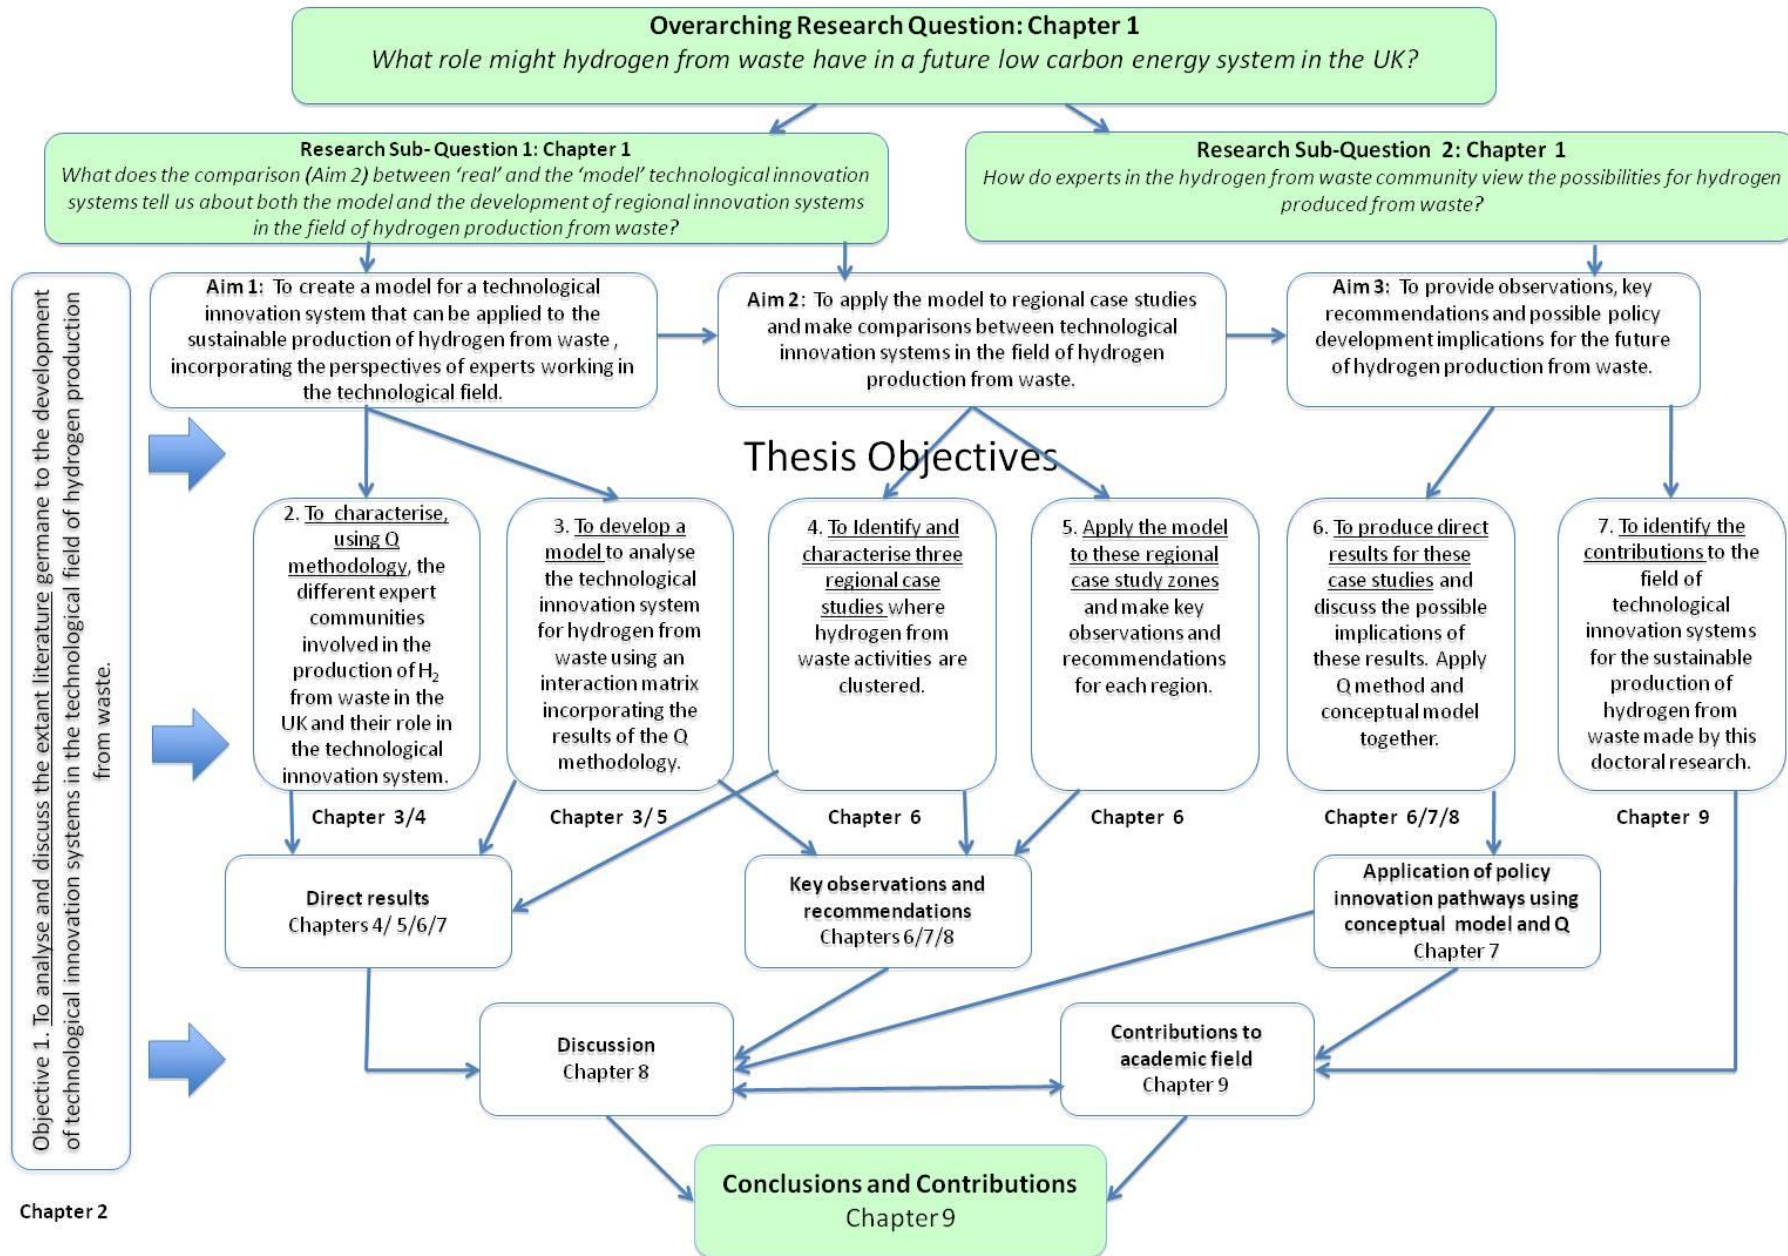 Overarching Research Question: Chapter 1
What role might hydrogen from waste have in a future low carbon energy system in the UK?
Research Sub- Question 1: Chapter 1
What does the comparison (Aim 2) between ‘real’ and the ‘model’ technological innovation
systems tell us about both the model and the development of regional innovation systems
in the field of hydrogen production from waste?
Research Sub-Question 2: Chapter 1
How do experts in the hydrogen from waste community view the possibilities for hydrogen
produced from waste?
Objective 1. To analyse and discuss the extant literature germane to the development
of technological innovation systems in the technological field of hydrogen production
from waste.
Chapter 2
Aim 1: To create a model for a technological
innovation system that can be applied to the
sustainable production of hydrogen from waste ,
incorporating the perspectives of experts working in
the technological field.
Aim 2: To apply the model to regional case studies
and make comparisons between technological
innovation systems in the field of hydrogen
production from waste.
Aim 3: To provide observations, key
recommendations and possible policy
development implications for the future
of hydrogen production from waste.
Thesis Objectives
2. To characterise,
using Q
methodology, the
different expert
communities
involved in the
production of H2
from waste in the
UK and their role in
the technological
innovation system.
Chapter 3/4
3. To develop a
model to analyse
the technological
innovation system
for hydrogen from
waste using an
interaction matrix
incorporating the
results of the Q
methodology.
Chapter 3/5
4. To Identify and
characterise three
regional case
studies where
hydrogen from
waste activities are
clustered.
Chapter 6
5. Apply the model
to these regional
case study zones
and make key
observations and
recommendations
for each region.
Chapter 6
6. To produce direct
results for these
case studies and
discuss the possible
implications of
these results. Apply
Q method and
conceptual model
together.
Chapter 6/7/8
7. To identify the
contributions to the
field of
technological
innovation systems
for the sustainable
production of
hydrogen from
waste made by this
doctoral research.
Chapter 9
Direct results
Chapters 4/ 5/6/7
Key observations and
recommendations
Chapters 6/7/8
Application of policy
innovation pathways using
conceptual model and Q
Chapter 7
Discussion
Chapter 8
Contributions to
academic field
Chapter 9
Conclusions and Contributions
Chapter 9